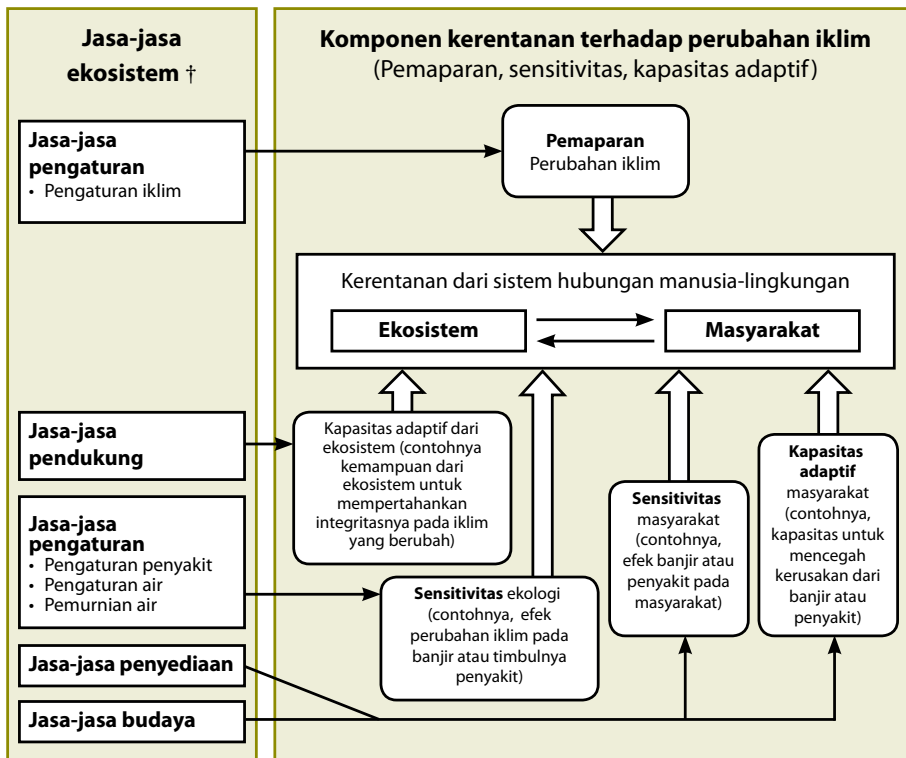 Jasa-jasa
ekosistem †
Komponen kerentanan terhadap perubahan iklim
(Pemaparan, sensitivitas, kapasitas adaptif)
Jasa-jasa
pengaturan
• Pengaturan iklim
Pemaparan
Perubahan iklim
Kerentanan dari sistem hubungan manusia-lingkungan
Ekosistem
Masyarakat
Jasa-jasa
pendukung
Kapasitas adaptif dari
ekosistem (contohnya
kemampuan dari
ekosistem untuk
mempertahankan
integritasnya pada iklim
yang berubah)
Jasa-jasa
pengaturan
• Pengaturan penyakit
• Pengaturan air
• Pemurnian air
Sensitivitas ekologi
(contohnya, efek
perubahan iklim pada
banjir atau timbulnya
penyakit)
Sensitivitas
masyarakat
(contohnya,
efek banjir atau
penyakit pada
masyarakat)
Kapasitas
adaptif
masyarakat
(contohnya,
kapasitas untuk
mencegah
kerusakan dari
banjir atau
penyakit)
Jasa-jasa penyediaan
Jasa-jasa budaya